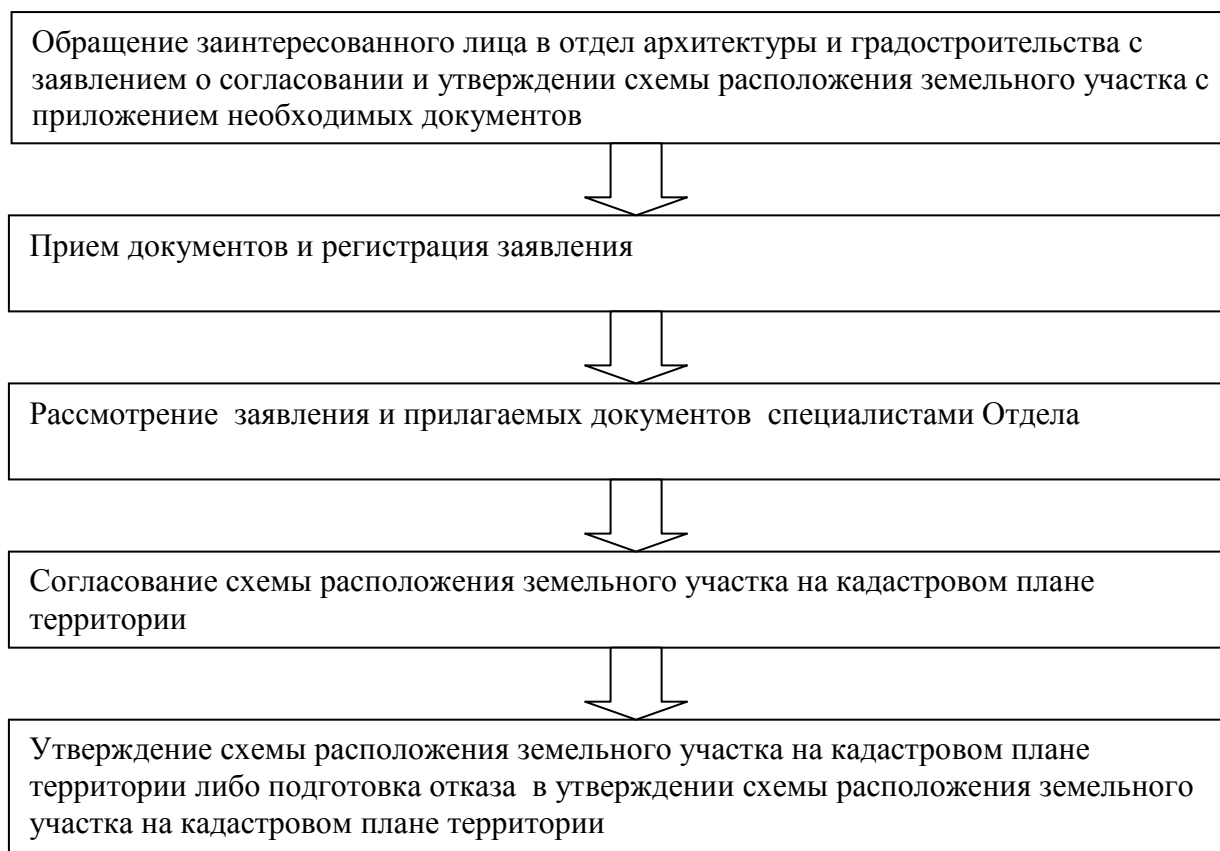 Обращение заинтересованного лица в отдел архитектуры и градостроительства с
заявлением о согласовании и утверждении схемы расположения земельного участка с
приложением необходимых документов
Прием документов и регистрация заявления
Рассмотрение  заявления и прилагаемых документов  специалистами Отдела
Согласование схемы расположения земельного участка на кадастровом плане
территории
Утверждение схемы расположения земельного участка на кадастровом плане
территории либо подготовка отказа  в утверждении схемы расположения земельного
участка на кадастровом плане территории